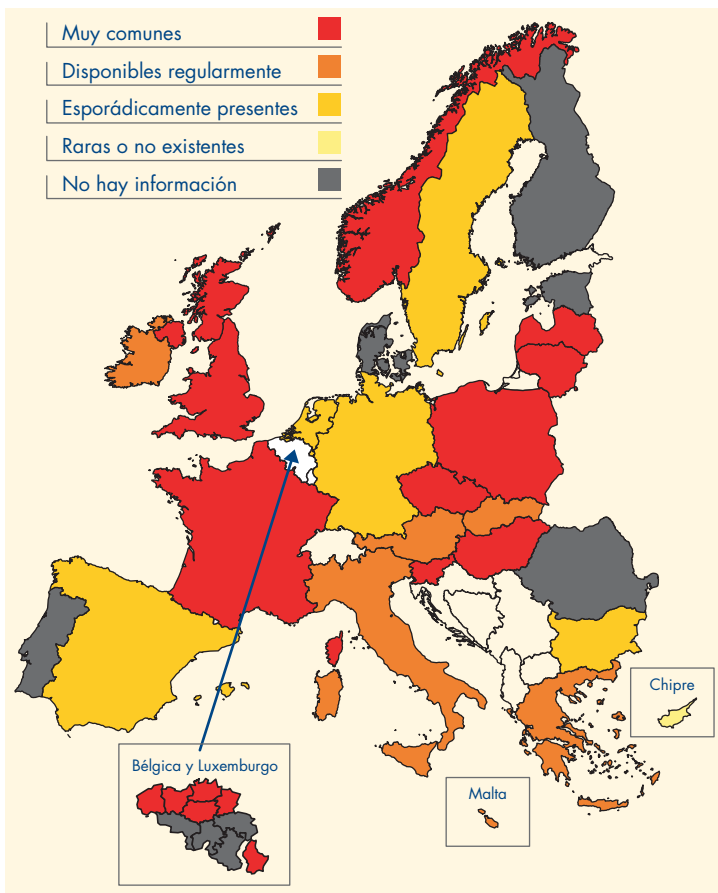 Muy comunes
Disponibles regularmente
Esporádicamente presentes
Raras o no existentes
No hay información
Chipre
Bélgica y Luxemburgo
Malta